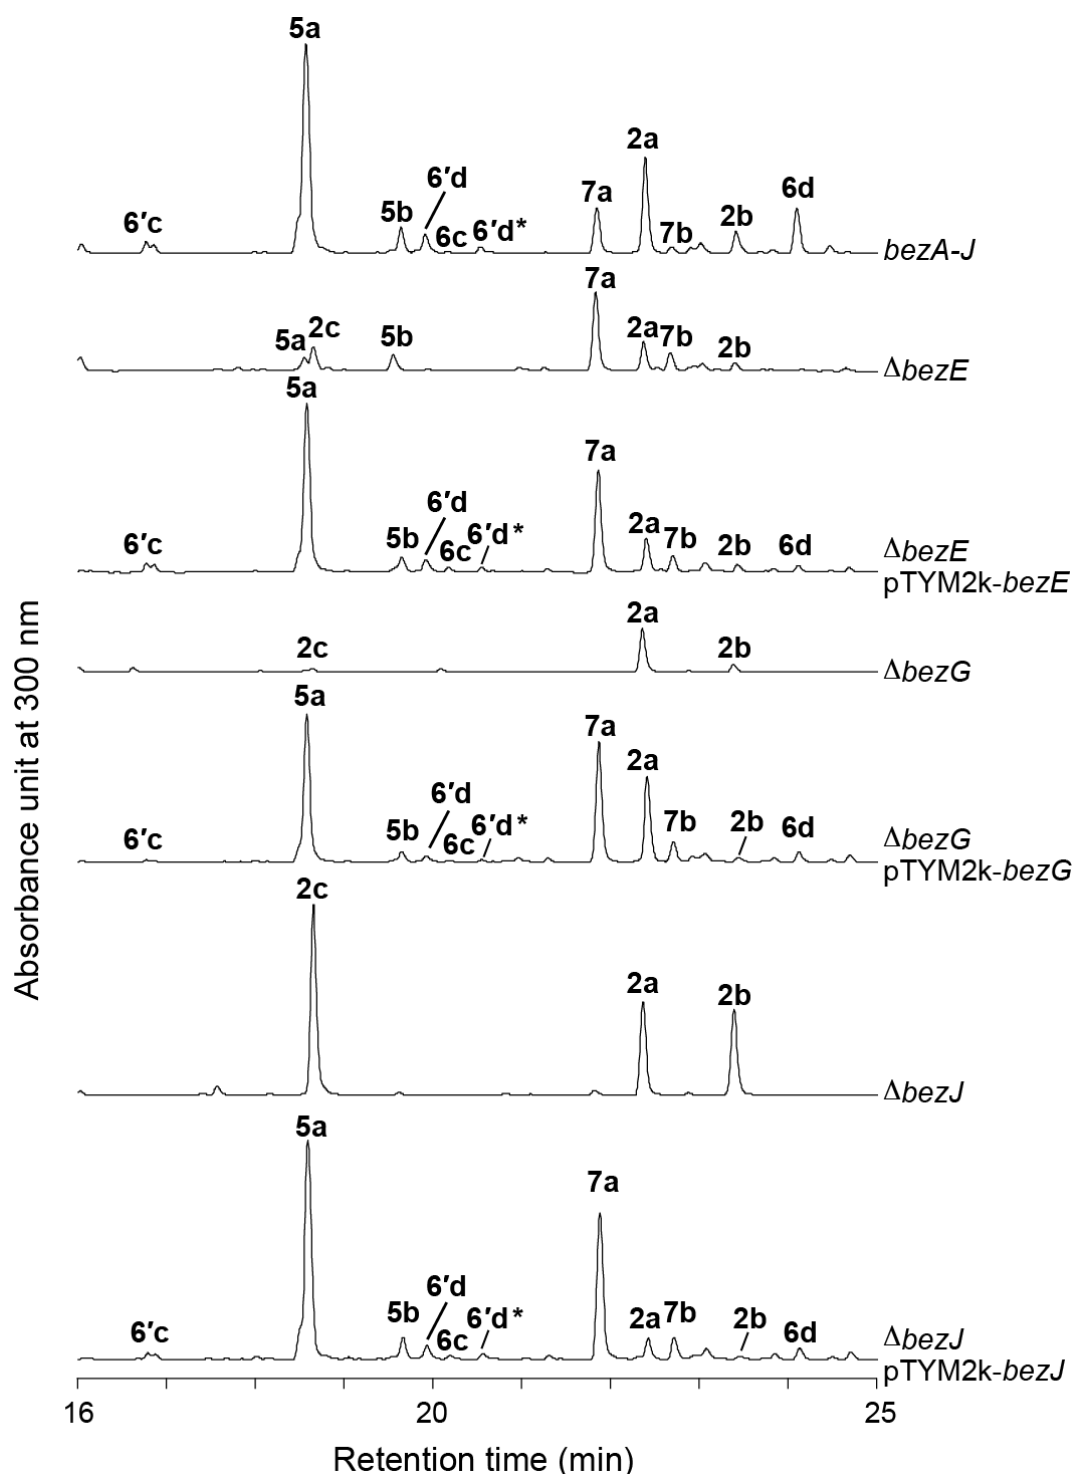 5a
2a
6′d
7a
6d
6′c
5b
6c
6′d*
7b
2b
bezA-J
7a
5a
2c
5b
2a
7b
2b
ΔbezE
5a
7a
6′d
6′c
5b
6c
6′d*
2a
7b
2b
6d
ΔbezE
pTYM2k-bezE
2a
2c
2b
ΔbezG
5a
7a
2a
6′d
6′c
5b
6c
6′d*
7b
2b
6d
ΔbezG
pTYM2k-bezG
2c
2a
2b
ΔbezJ
5a
7a
6′d
6′c
5b
6c
6′d*
2a
7b
2b
6d
ΔbezJ
pTYM2k-bezJ
16
20
25
Retention time (min)
Absorbance unit at 300 nm